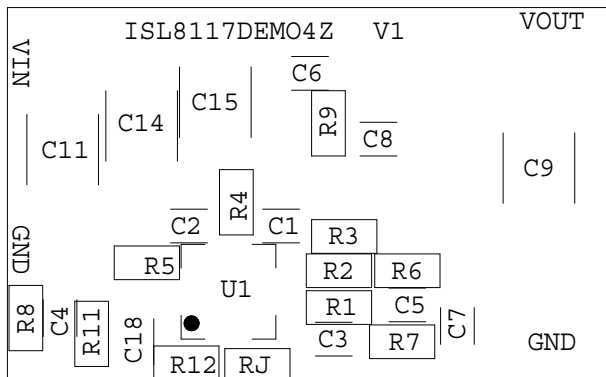 ISL8117DEMO4Z V1
VOUT
VIN
C6
C15
C14
R9
C8
C11
C9
R4
C2
C1
R3
GND
R5
R2
R6
U1
R8
C4
R11
C18
R1
C5
C7
C3
R7
GND
R12
RJ